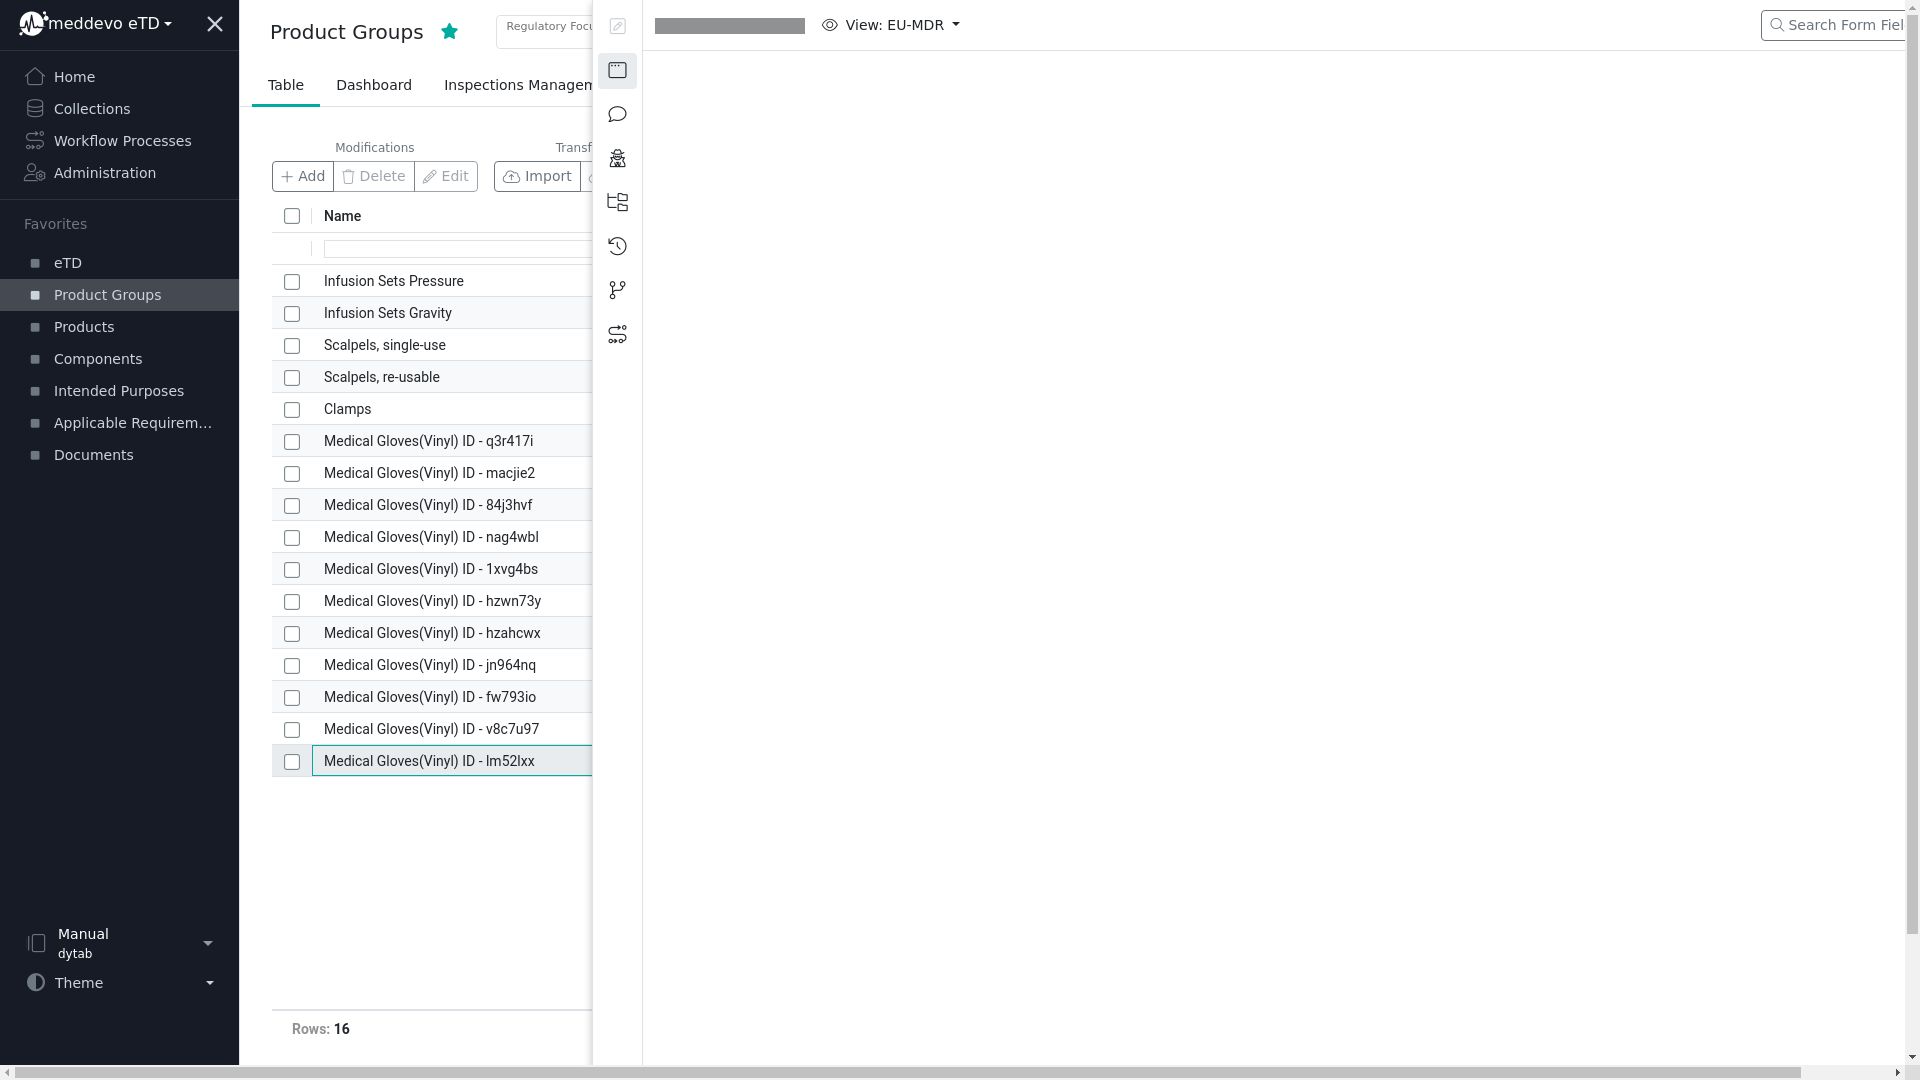 meddevo eTD
Home
Collections
Workflow Processes
Administration
Favorites
eTD
Product Groups
Products
Components
Intended Purposes
Applicable Requirem...
Documents
Manual
dytab
Theme
Product Groups
Regulatory Focu
Table
Dashboard
Inspections Managem
Modifications
Transf
Add
Delete
Edit
Import
Name
Infusion Sets Pressure
Infusion Sets Gravity
Scalpels, single-use
Scalpels, re-usable
Clamps
Medical Gloves(Vinyl) ID - q3r417i
Medical Gloves(Vinyl) ID - macjie2
Medical Gloves(Vinyl) ID - 84j3hvf
Medical Gloves(Vinyl) ID - nag4wbl
Medical Gloves(Vinyl) ID - 1xvg4bs
Medical Gloves(Vinyl) ID - hzwn73y
Medical Gloves(Vinyl) ID - hzahcwx
Medical Gloves(Vinyl) ID - jn964nq
Medical Gloves(Vinyl) ID - fw793io
Medical Gloves(Vinyl) ID - v8c7u97
Medical Gloves(Vinyl) ID - lm52lxx
Rows: 16
View: EU-MDR
Search Form Fiel